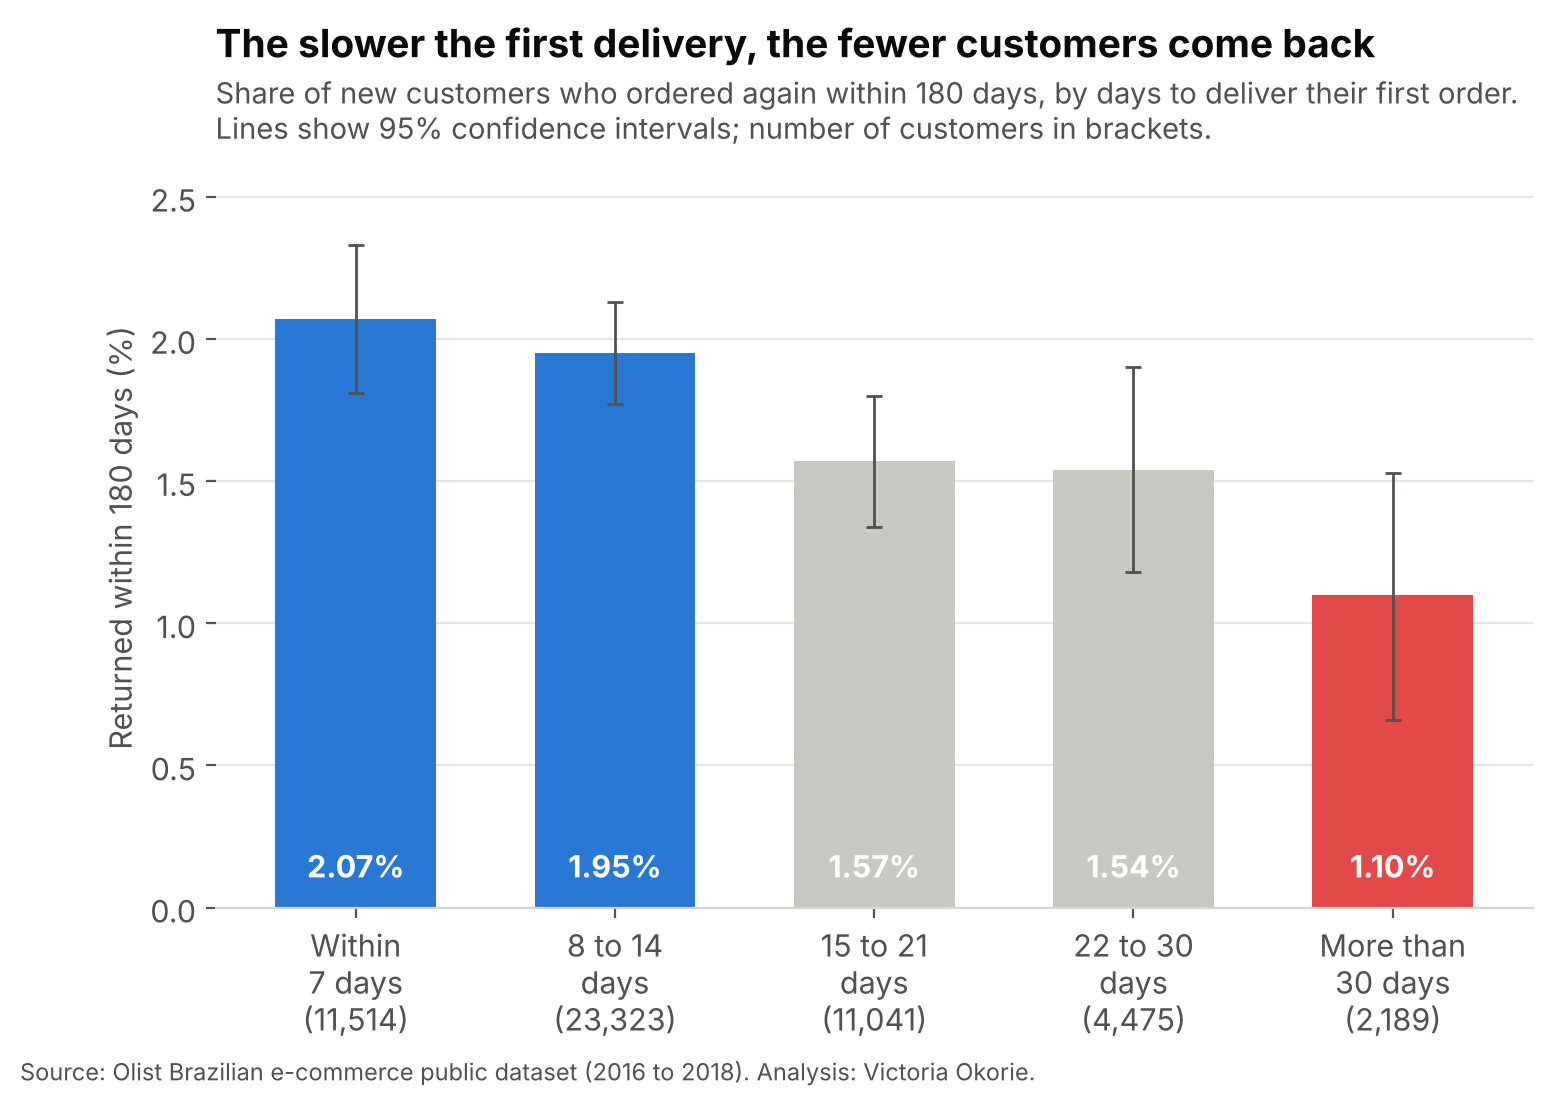 The slower the first delivery, the fewer customers come back
Share of new customers who ordered again within 180 days, by days to deliver their first order.
Lines show 95% confidence intervals; number of customers in brackets.
Returned within 180 days (%)
2.5
2.0
1.5
1.0
0.5
0.0
2.07%
1.95%
1.57%
1.54%
1.10%
Within
7 days
(11,514)
8 to 14
days
(23,323)
15 to 21
days
(11,041)
22 to 30
days
(4,475)
More than
30 days
(2,189)
Source: Olist Brazilian e-commerce public dataset (2016 to 2018). Analysis: Victoria Okorie.